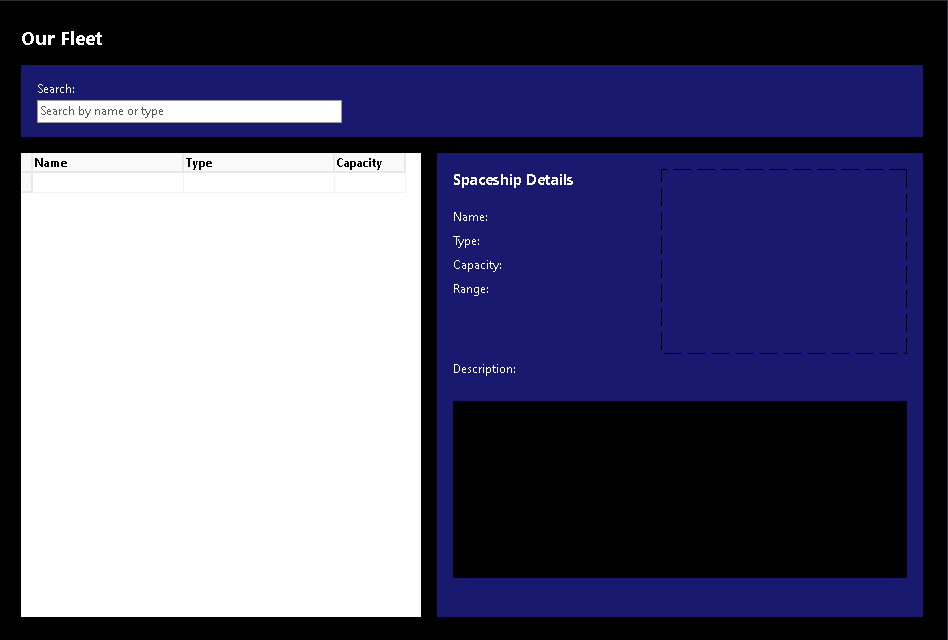 Our Fleet
Search:
Search by name or type
Name Type Capacity
Spaceship Details
Name:
Type:
Capacity:
Range:
Description: